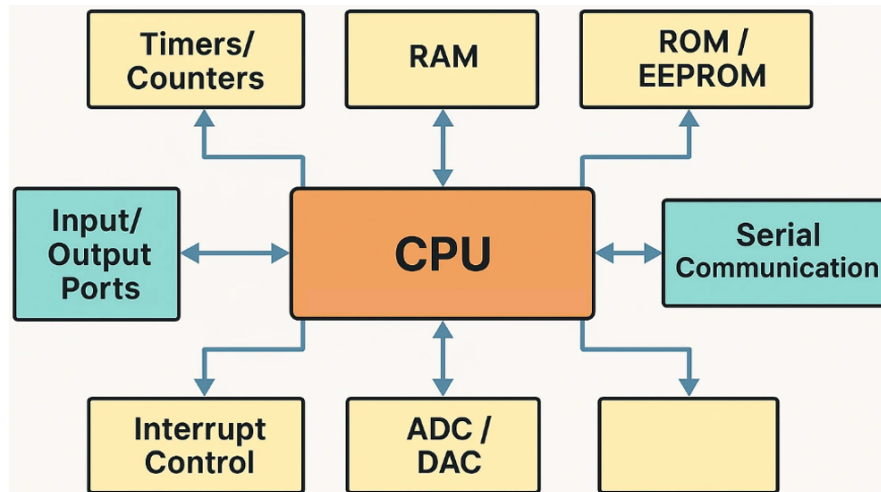 Timers/
Counters
RAM
ROM /
EEPROM
Input/
Output
Ports
CPU
Serial
Communication
Interrupt
Control
ADC /
DAC